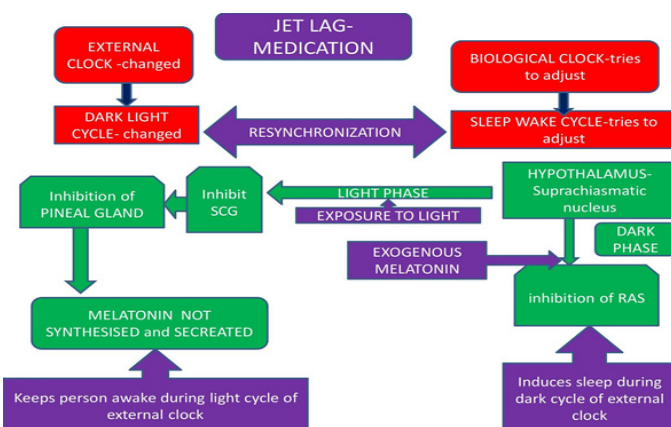 JET LAG-
MEDICATION
EXTERNAL
CLOCK -changed
BIOLOGICAL CLOCK-tries
to adjust
DARK LIGHT
CYCLE- changed
RESYNCHRONIZATION
SLEEP WAKE CYCLE-tries to
adjust
Inhibition of
PINEAL GLAND
Inhibit
SCG
LIGHT PHASE
EXPOSURE TO LIGHT
HYPOTHALAMUS-
Suprachiasmatic
nucleus
DARK
PHASE
EXOGENOUS
MELATONIN
inhibition of RAS
MELATONIN NOT
SYNTHESISED and SECREATED
Keeps person awake during light cycle of
external clock
Induces sleep during
dark cycle of external
clock